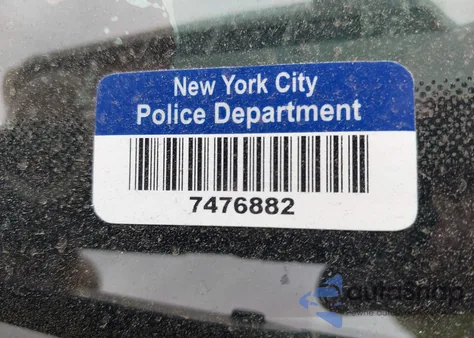 New York City
Police Department
7476882